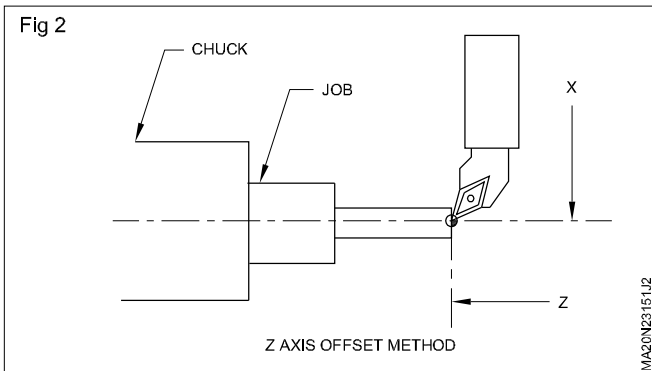 Fig 2
CHUCK
JOB
X
Z
Z AXIS OFFSET METHOD
MA20N23151J2